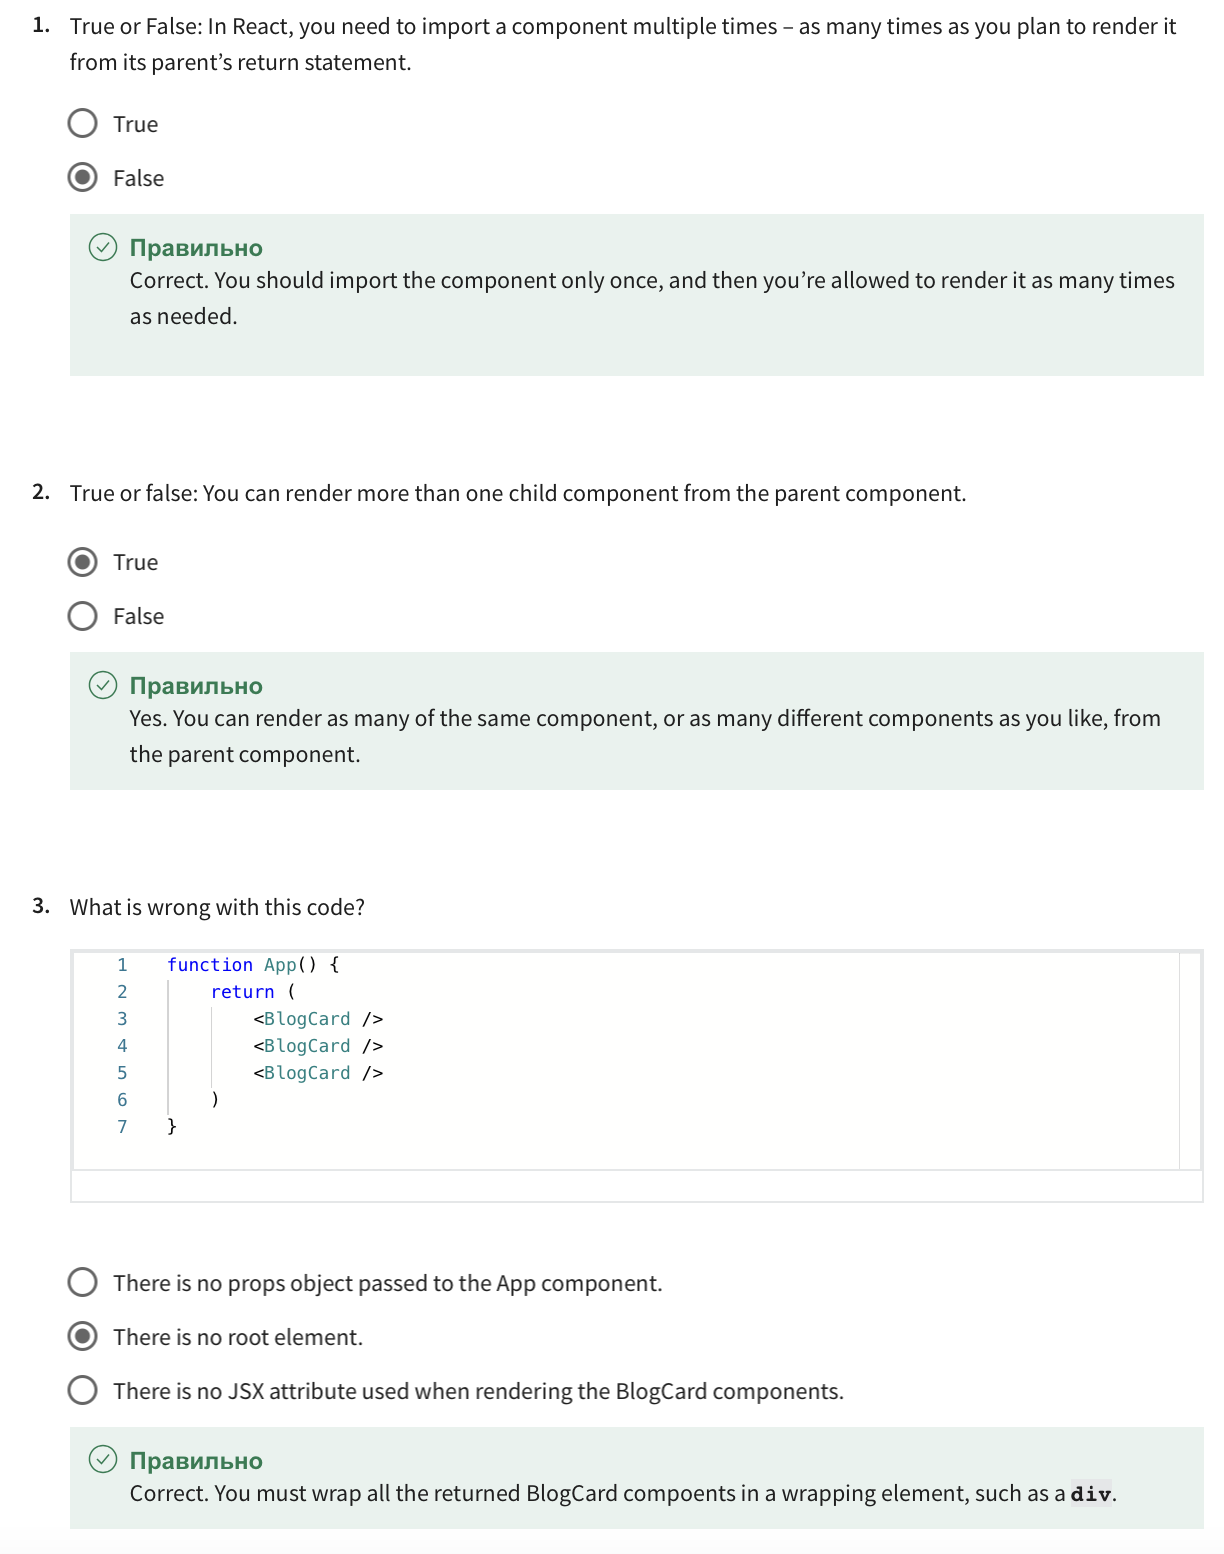 1. True or False: In React, you need to import a component multiple times – as many times as you plan to render it
from its parent’s return statement.
True
False
Правильно
Correct. You should import the component only once, and then you’re allowed to render it as many times
as needed.
2. True or false: You can render more than one child component from the parent component.
True
False
Правильно
Yes. You can render as many of the same component, or as many different components as you like, from
the parent component.
3. What is wrong with this code?
1 function App() {
2 return (
3 <BlogCard />
4 <BlogCard />
5 <BlogCard />
6 )
7 }
There is no props object passed to the App component.
There is no root element.
There is no JSX attribute used when rendering the BlogCard components.
Правильно
Correct. You must wrap all the returned BlogCard compoents in a wrapping element, such as a div.